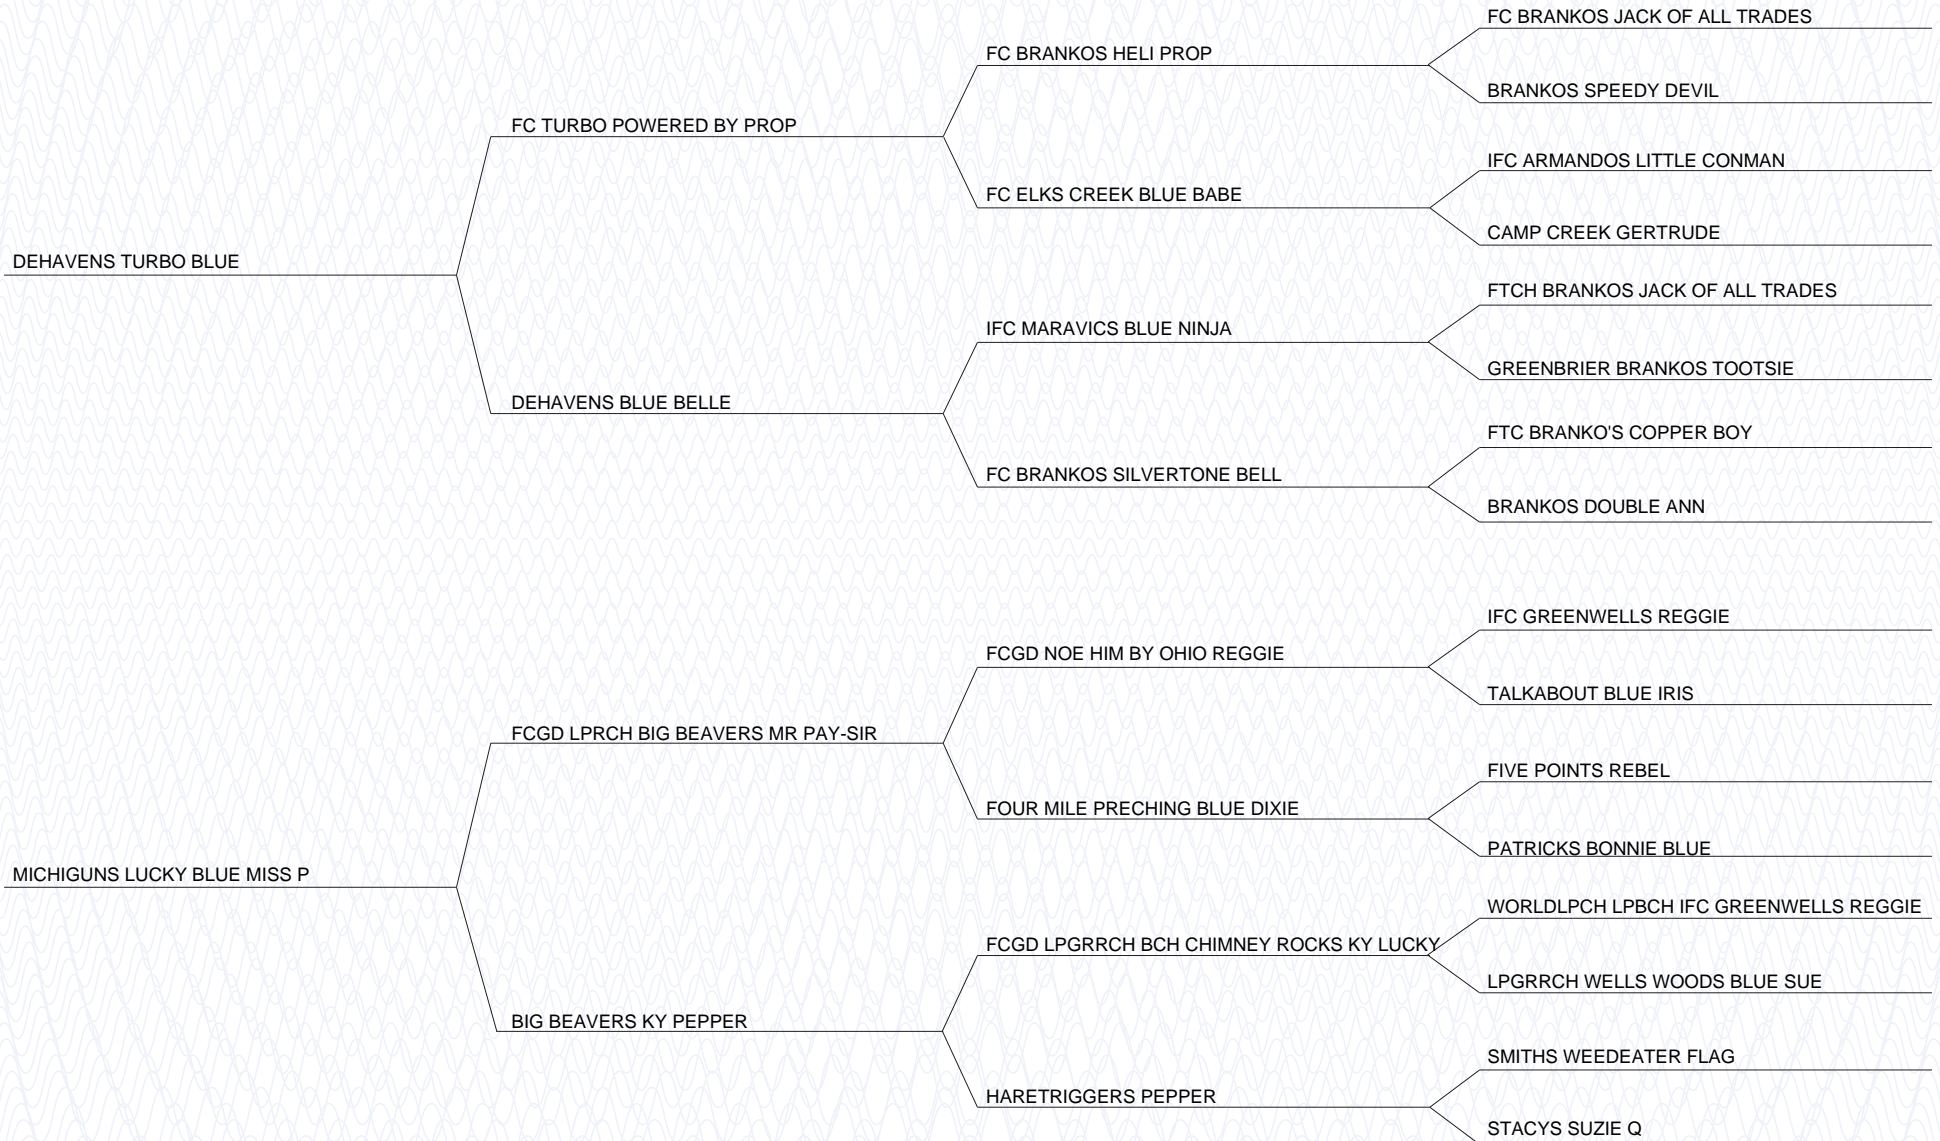 FC BRANKOS JACK OF ALL TRADES
FC BRANKOS HELI PROP
BRANKOS SPEEDY DEVIL
FC TURBO POWERED BY PROP
IFC ARMANDOS LITTLE CONMAN
FC ELKS CREEK BLUE BABE
CAMP CREEK GERTRUDE
DEHAVENS TURBO BLUE
FTCH BRANKOS JACK OF ALL TRADES
IFC MARAVICS BLUE NINJA
GREENBRIER BRANKOS TOOTSIE
DEHAVENS BLUE BELLE
FTC BRANKO'S COPPER BOY
FC BRANKOS SILVERTONE BELL
BRANKOS DOUBLE ANN
IFC GREENWELLS REGGIE
FCGD NOE HIM BY OHIO REGGIE
TALKABOUT BLUE IRIS
FCGD LPRCH BIG BEAVERS MR PAY-SIR
FIVE POINTS REBEL
FOUR MILE PRECHING BLUE DIXIE
PATRICKS BONNIE BLUE
MICHIGUNS LUCKY BLUE MISS P
WORLDLPCH LPBCH IFC GREENWELLS REGGIE
FCGD LPGRRCH BCH CHIMNEY ROCKS KY LUCKY
LPGRRCH WELLS WOODS BLUE SUE
BIG BEAVERS KY PEPPER
SMITHS WEEDEATER FLAG
HARETRIGGERS PEPPER
STACYS SUZIE Q